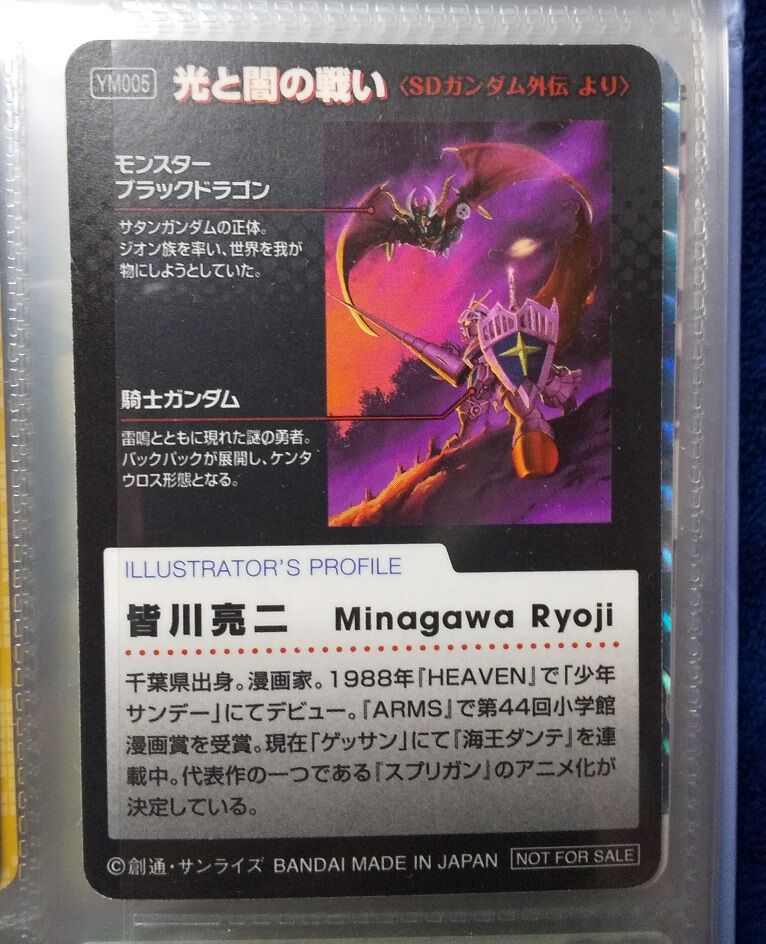 YM005 光と闇の戦い〈SDガンダム外伝 より〉
モンスター
ブラックドラゴン
サタンガンダムの正体。
ジオン族を率い、世界を我が
物にしようとしていた。
騎士ガンダム
雷鳴とともに現れた謎の勇者。
バックパックが展開し、ケンタ
ウロス形態となる。
ILLUSTRATOR'S PROFILE
皆川亮二 Minagawa Ryoji
千葉県出身。漫画家。1988年『HEAVEN』で「少年
サンデー」にてデビュー。『ARMS』で第44回小学館
漫画賞を受賞。現在「ゲッサン」にて『海王ダンテ』を連
載中。代表作の一つである『スプリガン』のアニメ化が
決定している。
©創通・サンライズ BANDAI MADE IN JAPAN NOT FOR SALE